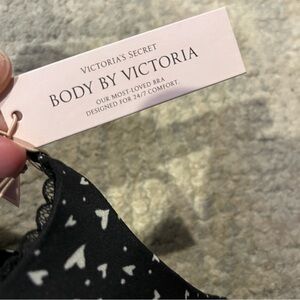 VICTORIA'S SECRET
BODY BY VICTORIA
OUR MOST-LOVED BRA
DESIGNED FOR 24/7 COMFORT.